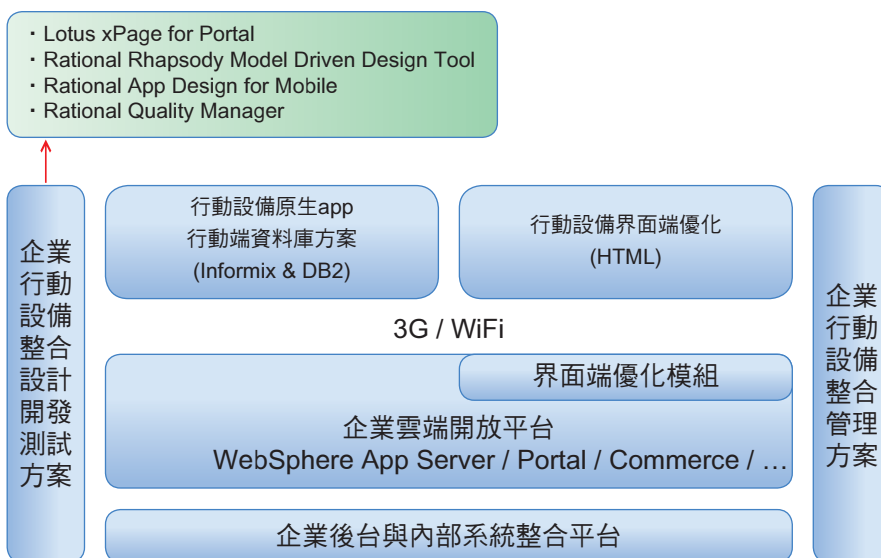 ・Lotus xPage for Portal
・Rational Rhapsody Model Driven Design Tool
・Rational App Design for Mobile
・Rational Quality Manager
企業
行動
設備
整合
設計
開發
測試
方案
行動設備原生app
行動端資料庫方案
(Informix & DB2)
行動設備界面端優化
(HTML)
3G / WiFi
界面端優化模組
企業雲端開放平台
WebSphere App Server / Portal / Commerce / …
企業後台與內部系統整合平台
企業
行動
設備
整合
管理
方案